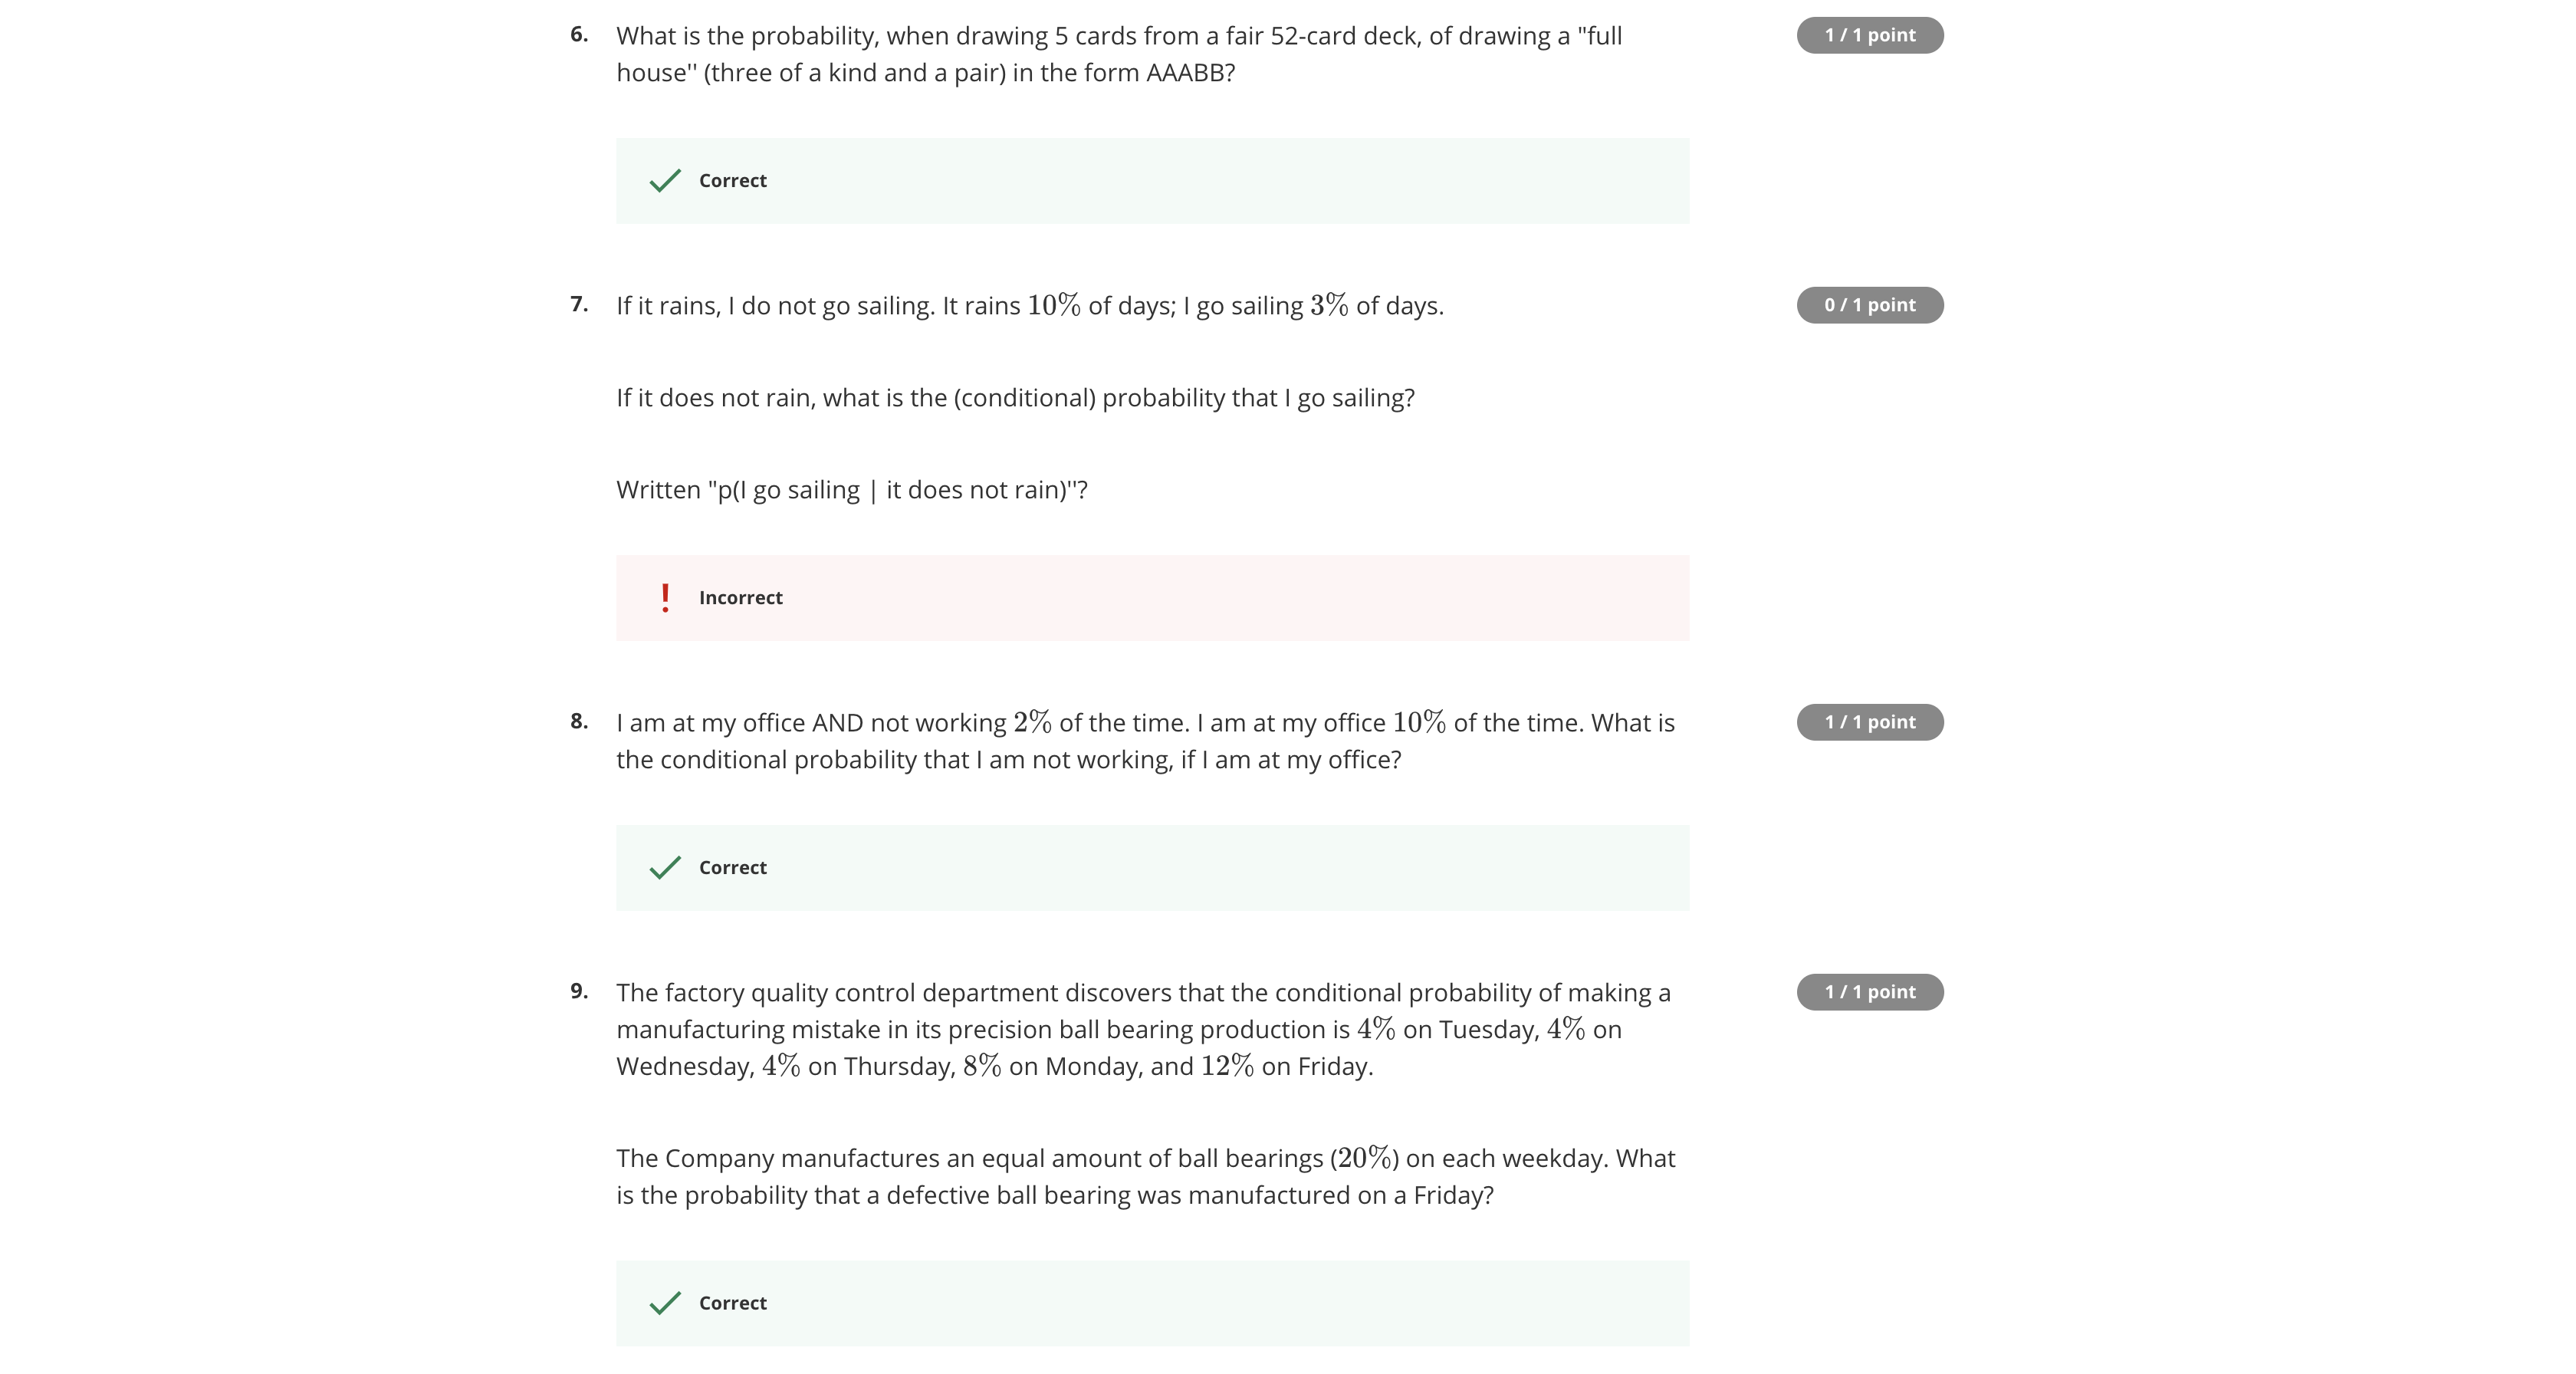 6. What is the probability, when drawing 5 cards from a fair 52-card deck, of drawing a "full
house'' (three of a kind and a pair) in the form AAABB?
1 / 1 point
Correct
7. If it rains, I do not go sailing. It rains 10% of days; I go sailing 3% of days.
0 / 1 point
If it does not rain, what is the (conditional) probability that I go sailing?
Written "p(I go sailing | it does not rain)''?
! Incorrect
8. I am at my office AND not working 2% of the time. I am at my office 10% of the time. What is
the conditional probability that I am not working, if I am at my office?
1 / 1 point
Correct
9. The factory quality control department discovers that the conditional probability of making a
manufacturing mistake in its precision ball bearing production is 4% on Tuesday, 4% on
Wednesday, 4% on Thursday, 8% on Monday, and 12% on Friday.
1 / 1 point
The Company manufactures an equal amount of ball bearings (20%) on each weekday. What
is the probability that a defective ball bearing was manufactured on a Friday?
Correct